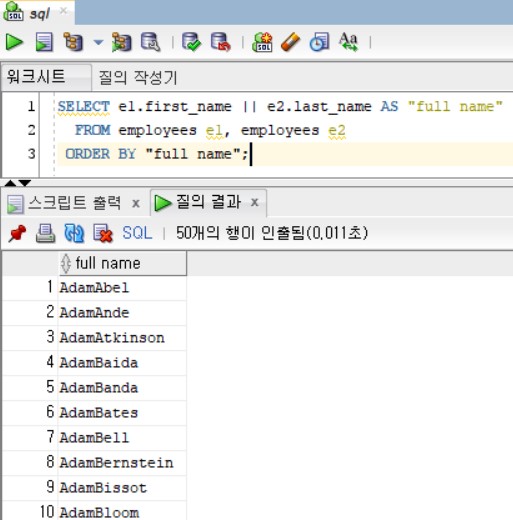 sql
워크시트 질의 작성기
1 SELECT e1.first_name || e2.last_name AS "full name"
2 FROM employees e1, employees e2
3 ORDER BY "full name";
스크립트 출력 x 질의 결과 x
SQL | 50개의 행이 인출됨(0,011초)
full name
1 AdamAbel
2 AdamAnde
3 AdamAtkinson
4 AdamBaida
5 AdamBanda
6 AdamBates
7 AdamBell
8 AdamBernstein
9 AdamBissot
10 AdamBloom